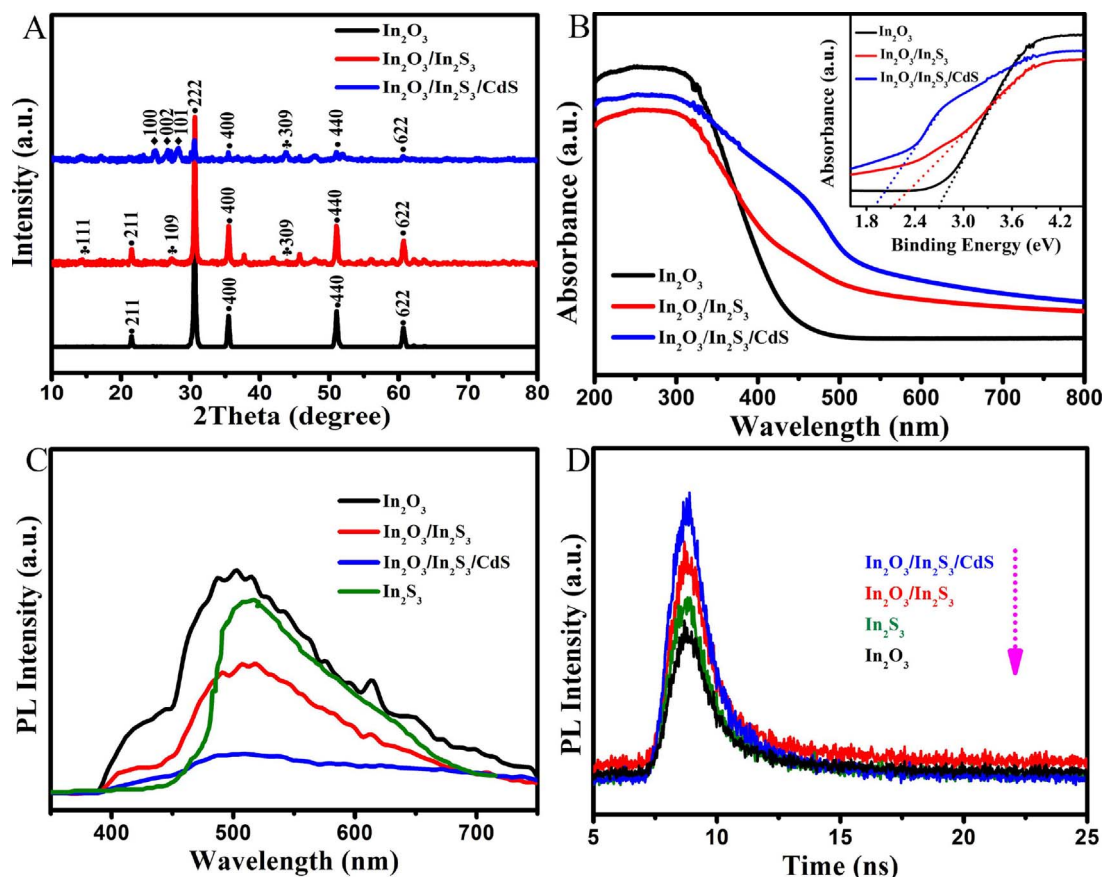 A
Intensity (a.u.)
In₂O₃
In₂O₃/In₂S₃
In₂O₃/In₂S₃/CdS
◆100
◆002
◆101
•222
•400
♣309
•440
622
•
♣111
•211
♣109
•400
♣309
•440
•622
•211
•400
•440
•622
10 20 30 40 50 60 70 80
2Theta (degree)
B
Absorbance (a.u.)
In₂O₃
In₂O₃/In₂S₃
In₂O₃/In₂S₃/CdS
Absorbance (a.u.)
In₂O₃
In₂O₃/In₂S₃
In₂O₃/In₂S₃/CdS
1.8 2.4 3.0 3.6 4.2
Binding Energy (eV)
200 300 400 500 600 700 800
Wavelength (nm)
C
PL Intensity (a.u.)
In₂O₃
In₂O₃/In₂S₃
In₂O₃/In₂S₃/CdS
In₂S₃
400 500 600 700
Wavelength (nm)
D
PL Intensity (a.u.)
In₂O₃/In₂S₃/CdS
In₂O₃/In₂S₃
In₂S₃
In₂O₃
5 10 15 20 25
Time (ns)